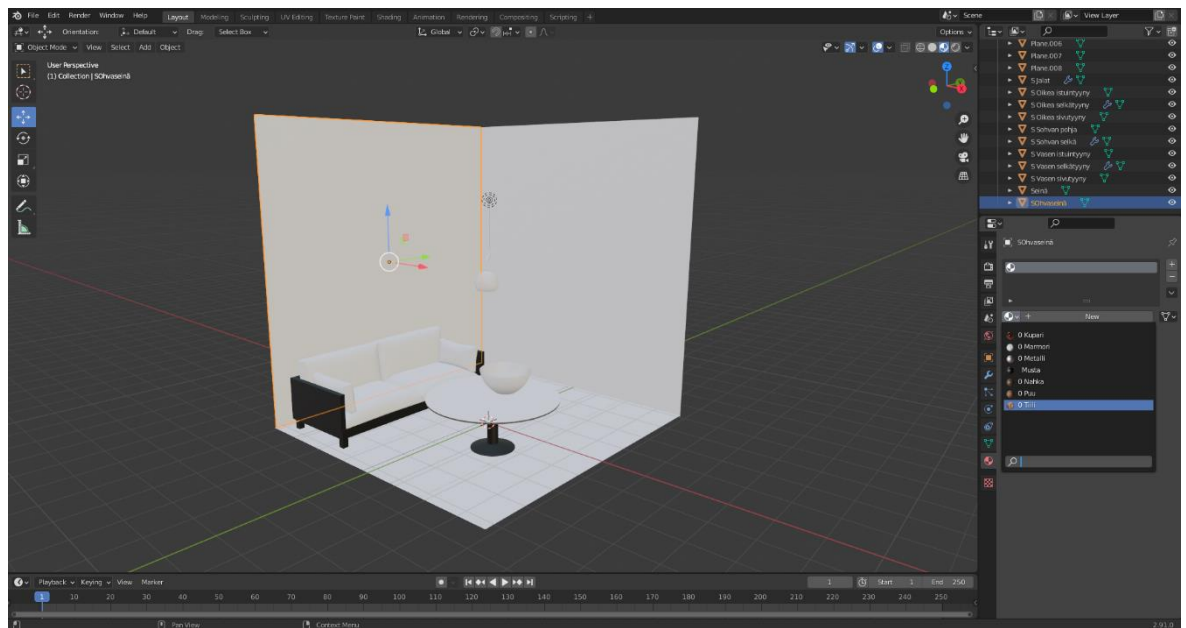 File Edit Render Window Help Layout Modeling Sculpting UV Editing Texture Paint Shading Animation Rendering Compositing Scripting + Scene View Layer
Orientation: Default Drag: Select Box Global Options
Object Mode View Select Add Object
User Perspective
(1) Collection | SOhvaseinä
X
Z
Plane.006
Plane.007
Plane.008
S Jalat
S Oikea istuintyyny
S Oikea selkätyyny
S Oikea sivutyyny
S Sohvan pohja
S Sohvan selkä
S Vasen istuintyyny
S Vasen selkätyyny
S Vasen sivutyyny
Seinä
SOhvaseinä
SOhvaseinä
+ New
0 Kupari
0 Marmori
0 Metalli
Musta
0 Nahka
0 Puu
0 Tiili
Playback Keying View Marker 1 Start 1 End 250
1 10 20 30 40 50 60 70 80 90 100 110 120 130 140 150 160 170 180 190 200 210 220 230 240 250
Pan View Context Menu 2.91.0